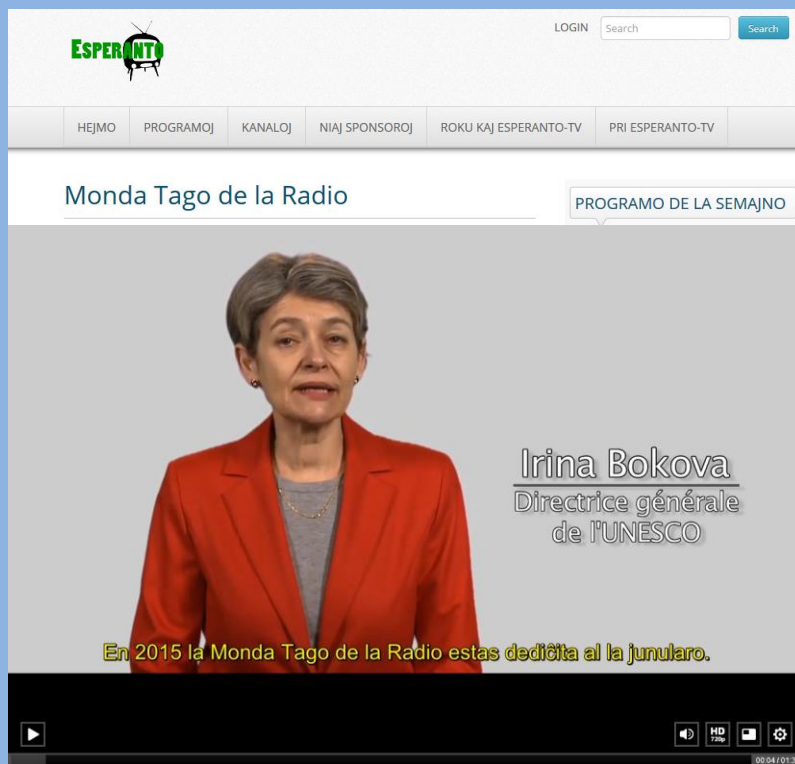 LOGIN
Search
Search
ESPERANTO
HEJMO PROGRAMOJ KANALOJ NIAJ SPONSOROJ ROKU KAJ ESPERANTO-TV PRI ESPERANTO-TV
Monda Tago de la Radio
PROGRAMO DE LA SEMAJNO
Irina Bokova
Directrice générale
de l'UNESCO
En 2015 la Monda Tago de la Radio estas dediĉita al la junularo.
HD
720p
00:04